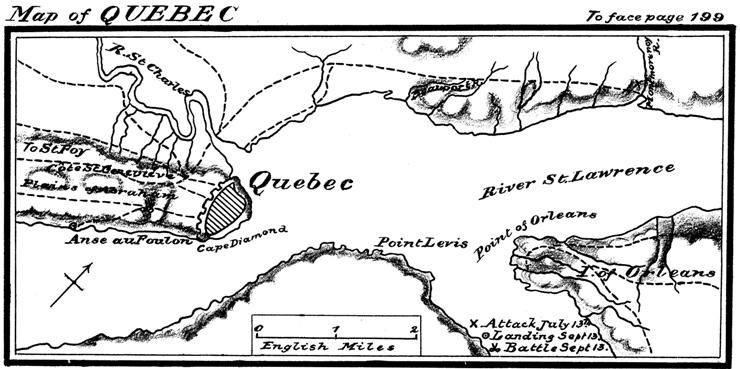 Map of QUEBEC
To face page 199
R. St Charles
Beauport
R. Montmorency
To St Foy
Cote St Genevieve
Plains of Abraham
Quebec
River St. Lawrence
Anse au Foulon
Cape Diamond
Point Levis
Point of Orleans
I. of Orleans
0 1 2
English Miles
X Attack July 13th
Landing Sept 13.
Battle Sept 13.